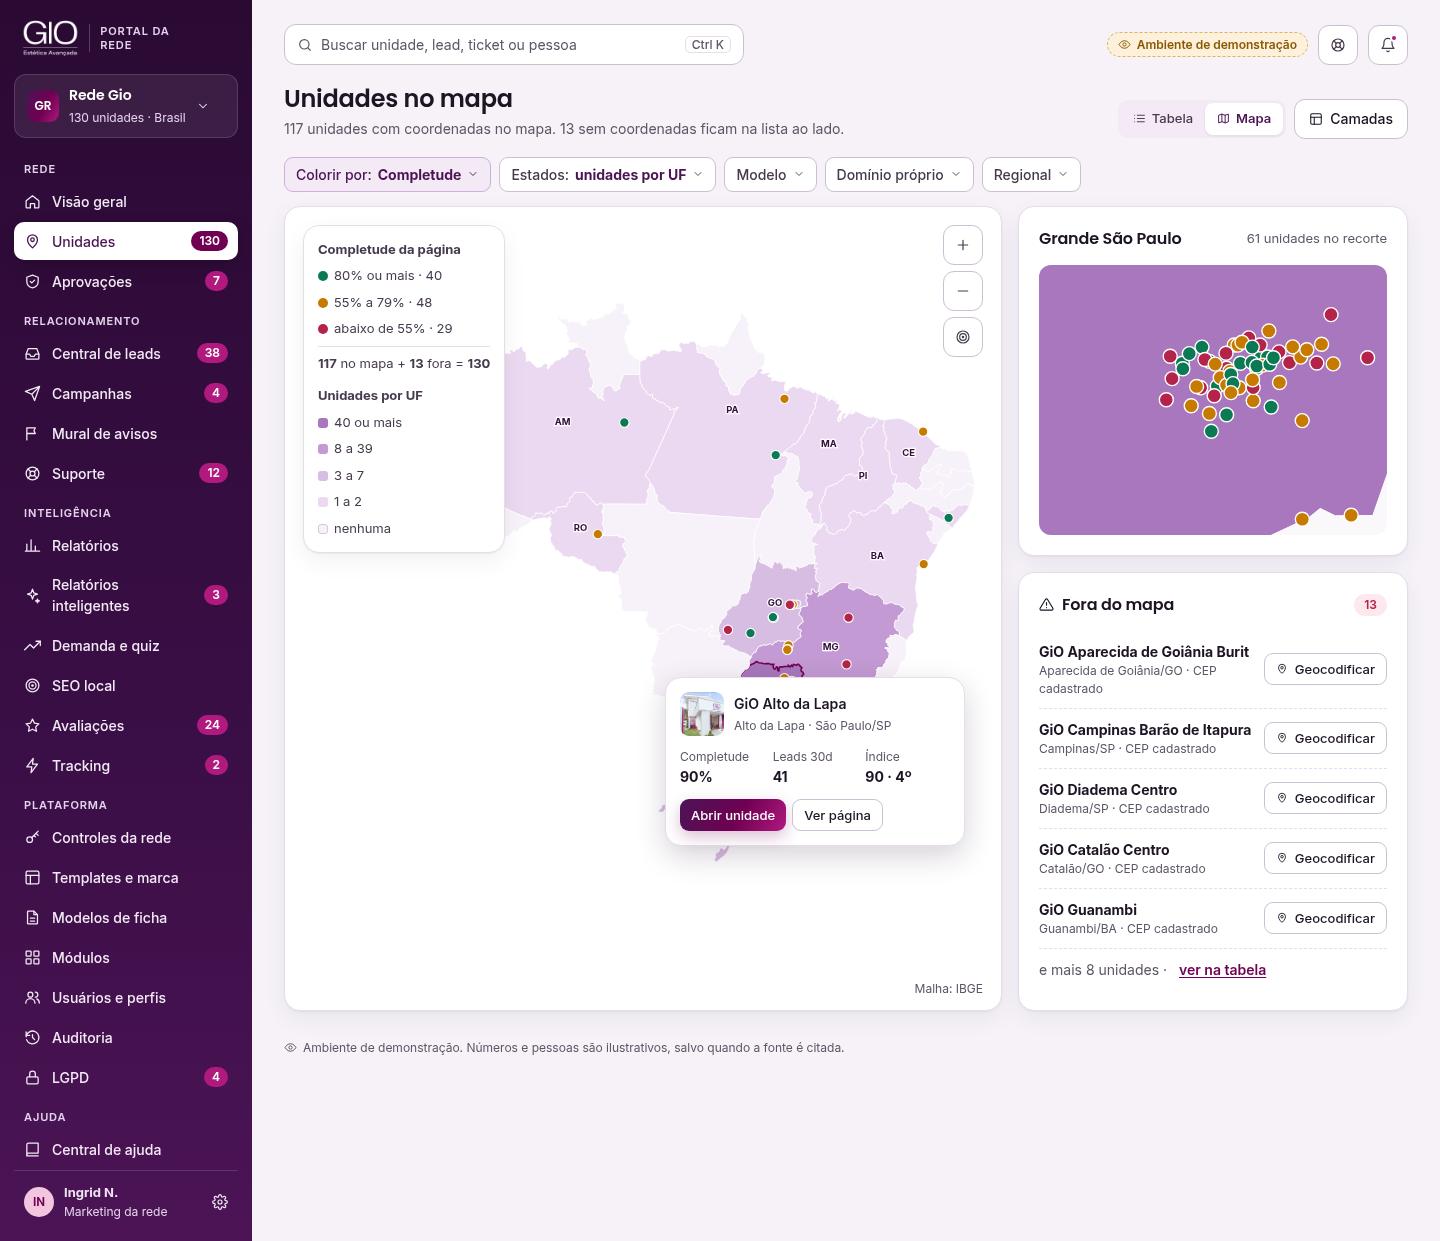 GIO
Estética Avançada
PORTAL DA
REDE
GR
Rede Gio
130 unidades · Brasil
REDE
Visão geral
Unidades 130
Aprovações 7
RELACIONAMENTO
Central de leads 38
Campanhas 4
Mural de avisos
Suporte 12
INTELIGÊNCIA
Relatórios
Relatórios
inteligentes 3
Demanda e quiz
SEO local
Avaliações 24
Tracking 2
PLATAFORMA
Controles da rede
Templates e marca
Modelos de ficha
Módulos
Usuários e perfis
Auditoria
LGPD 4
AJUDA
Central de ajuda
IN
Ingrid N.
Marketing da rede
Buscar unidade, lead, ticket ou pessoa Ctrl K
Ambiente de demonstração
Unidades no mapa
117 unidades com coordenadas no mapa. 13 sem coordenadas ficam na lista ao lado.
Tabela Mapa Camadas
Colorir por: Completude Estados: unidades por UF Modelo Domínio próprio Regional
Completude da página
80% ou mais · 40
55% a 79% · 48
abaixo de 55% · 29
117 no mapa + 13 fora = 130
Unidades por UF
40 ou mais
8 a 39
3 a 7
1 a 2
nenhuma
AM
PA
MA
CE
PI
RO
BA
GO
MG
GiO Alto da Lapa
Alto da Lapa · São Paulo/SP
Completude Leads 30d Índice
90% 41 90 · 4º
Abrir unidade Ver página
Malha: IBGE
Grande São Paulo 61 unidades no recorte
Fora do mapa 13
GiO Aparecida de Goiânia Burit
Aparecida de Goiânia/GO · CEP
cadastrado
Geocodificar
GiO Campinas Barão de Itapura
Campinas/SP · CEP cadastrado
Geocodificar
GiO Diadema Centro
Diadema/SP · CEP cadastrado
Geocodificar
GiO Catalão Centro
Catalão/GO · CEP cadastrado
Geocodificar
GiO Guanambi
Guanambi/BA · CEP cadastrado
Geocodificar
e mais 8 unidades · ver na tabela
Ambiente de demonstração. Números e pessoas são ilustrativos, salvo quando a fonte é citada.